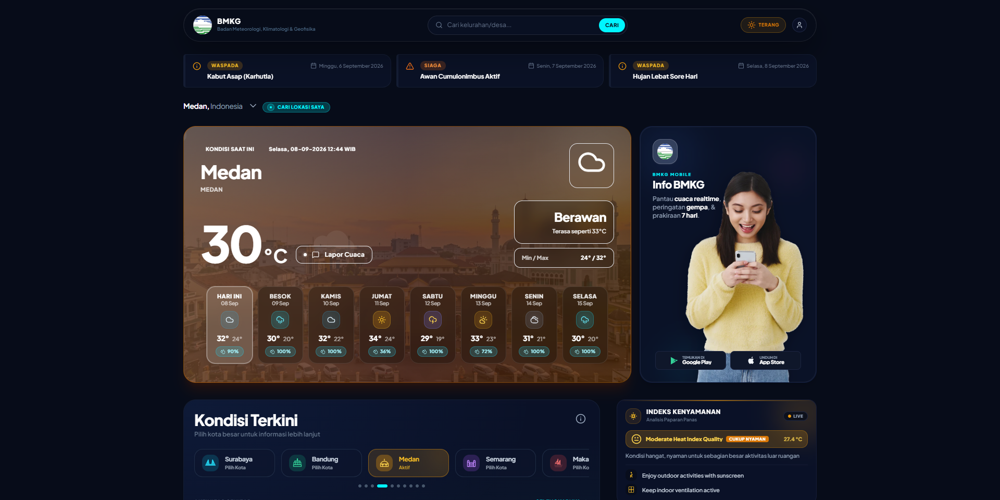 BMKG
Badan Meteorologi, Klimatologi & Geofisika
Cari kelurahan/desa...
CARI
TERANG
WASPADA
Minggu, 6 September 2026
Kabut Asap (Karhutla)
SIAGA
Senin, 7 September 2026
Awan Cumulonimbus Aktif
WASPADA
Selasa, 8 September 2026
Hujan Lebat Sore Hari
Medan, Indonesia
CARI LOKASI SAYA
KONDISI SAAT INI
Selasa, 08-09-2026 12:44 WIB
Medan
MEDAN
30 °C
Lapor Cuaca
Berawan
Terasa seperti 33°C
Min / Max 24° / 32°
HARI INI
08 Sep
32° 24°
90%
BESOK
09 Sep
30° 20°
100%
KAMIS
10 Sep
32° 22°
100%
JUMAT
11 Sep
34° 24°
36%
SABTU
12 Sep
29° 19°
100%
MINGGU
13 Sep
33° 23°
72%
SENIN
14 Sep
31° 21°
100%
SELASA
15 Sep
30° 20°
100%
BMKG MOBILE
Info BMKG
Pantau cuaca realtime,
peringatan gempa, &
prakiraan 7 hari.
TEMUKAN DI
Google Play
UNDUH DI
App Store
Kondisi Terkini
Pilih kota besar untuk informasi lebih lanjut
Surabaya
Pilih Kota
Bandung
Pilih Kota
Medan
Aktif
Semarang
Pilih Kota
Maka
Pilih Ko
INDEKS KENYAMANAN
Analisis Paparan Panas
LIVE
Moderate Heat Index Quality
CUKUP NYAMAN
27.4 °C
Kondisi hangat, nyaman untuk sebagian besar aktivitas luar ruangan
Enjoy outdoor activities with sunscreen
Keep indoor ventilation active